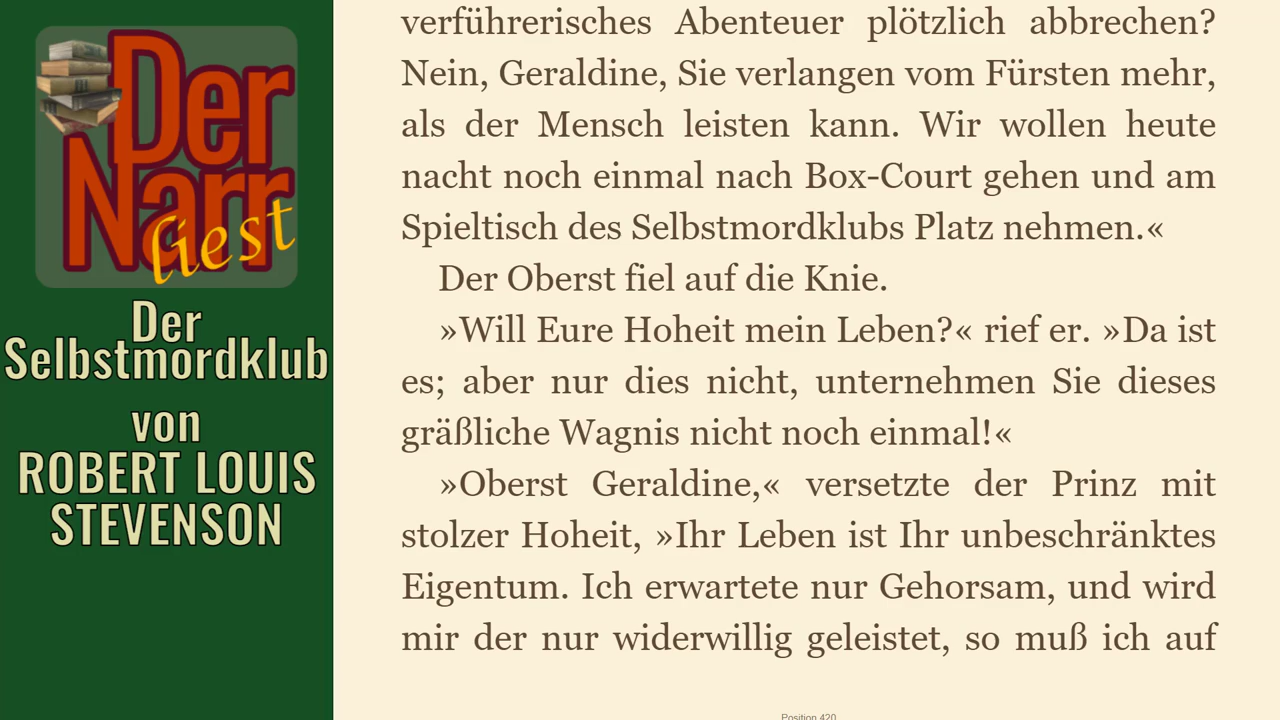 Der
Narr
liest
Der
Selbstmordklub
von
ROBERT LOUIS
STEVENSON
verführerisches Abenteuer plötzlich abbrechen?
Nein, Geraldine, Sie verlangen vom Fürsten mehr,
als der Mensch leisten kann. Wir wollen heute
nacht noch einmal nach Box-Court gehen und am
Spieltisch des Selbstmordklubs Platz nehmen.«
Der Oberst fiel auf die Knie.
»Will Eure Hoheit mein Leben?« rief er. »Da ist
es; aber nur dies nicht, unternehmen Sie dieses
gräßliche Wagnis nicht noch einmal!«
»Oberst Geraldine,« versetzte der Prinz mit
stolzer Hoheit, »Ihr Leben ist Ihr unbeschränktes
Eigentum. Ich erwartete nur Gehorsam, und wird
mir der nur widerwillig geleistet, so muß ich auf
Position 420